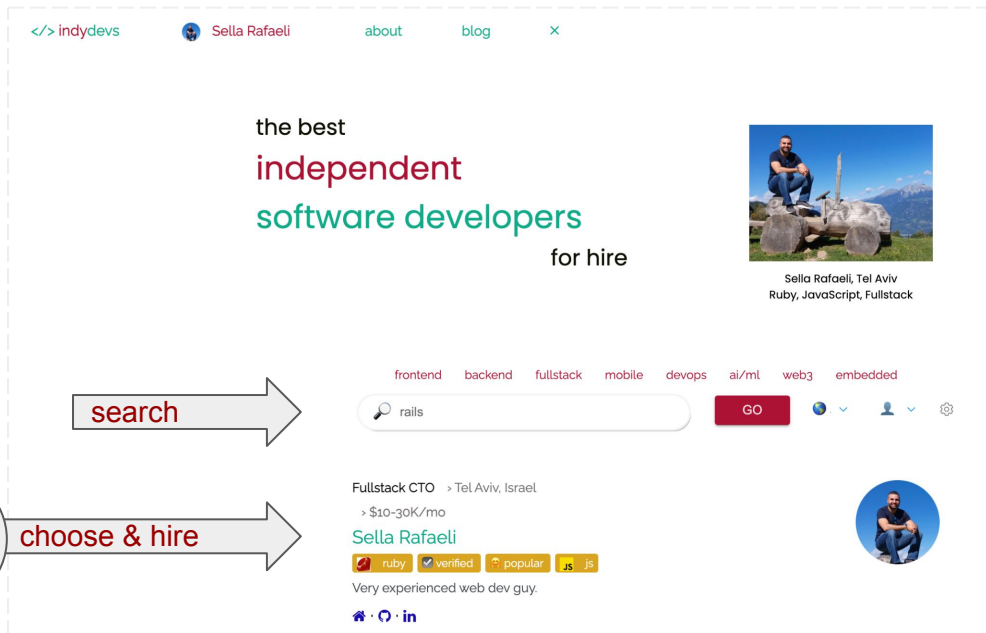 </> indydevs Sella Rafaeli about blog ×
the best
independent
software developers
for hire
Sella Rafaeli, Tel Aviv
Ruby, JavaScript, Fullstack
frontend backend fullstack mobile devops ai/ml web3 embedded
search
rails
GO
Fullstack CTO › Tel Aviv, Israel
› $10-30K/mo
choose & hire
Sella Rafaeli
ruby verified popular JS js
Very experienced web dev guy.
in